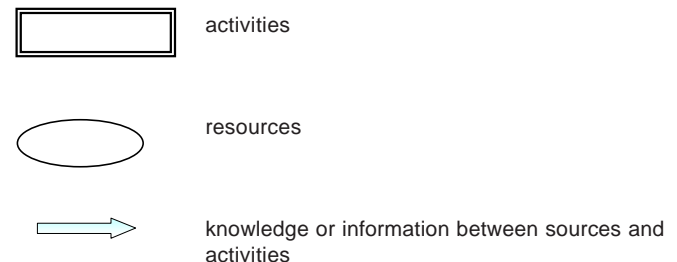 activities
resources
knowledge or information between sources and
activities